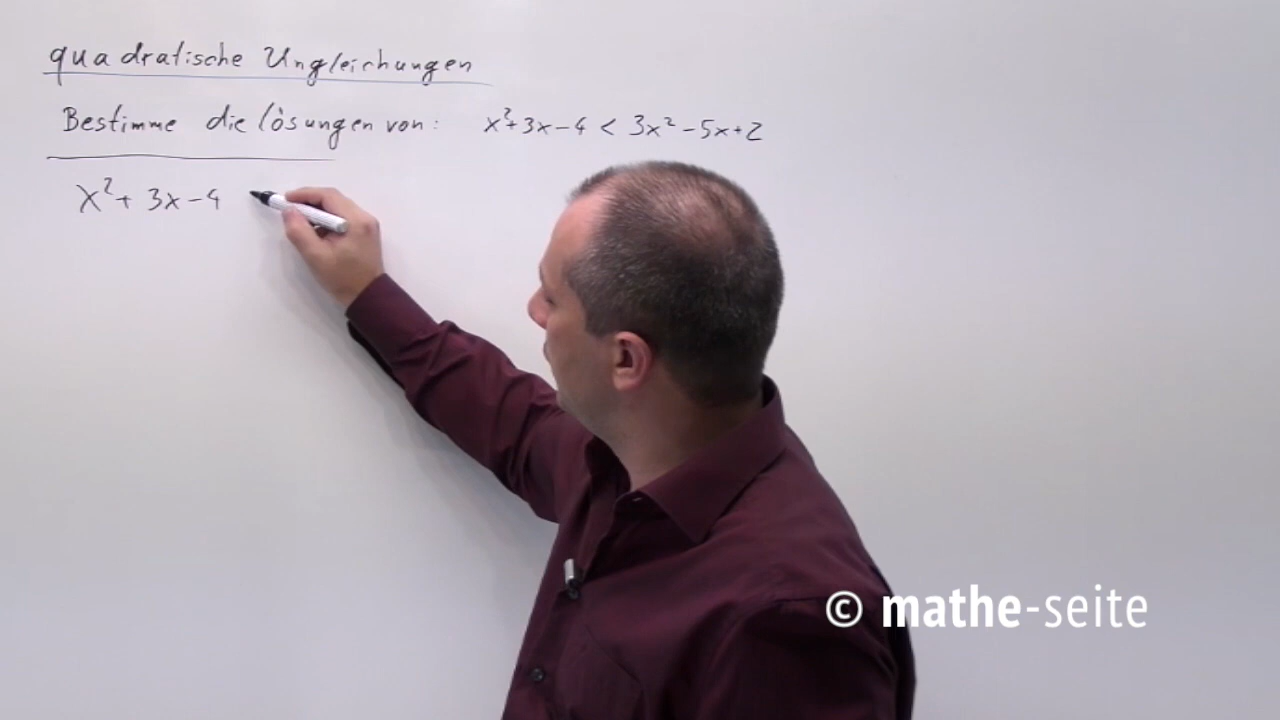 quadratische Ungleichungen
Bestimme die Lösungen von: x²+3x-4 < 3x²-5x+2
x²+ 3x-4
© mathe-seite